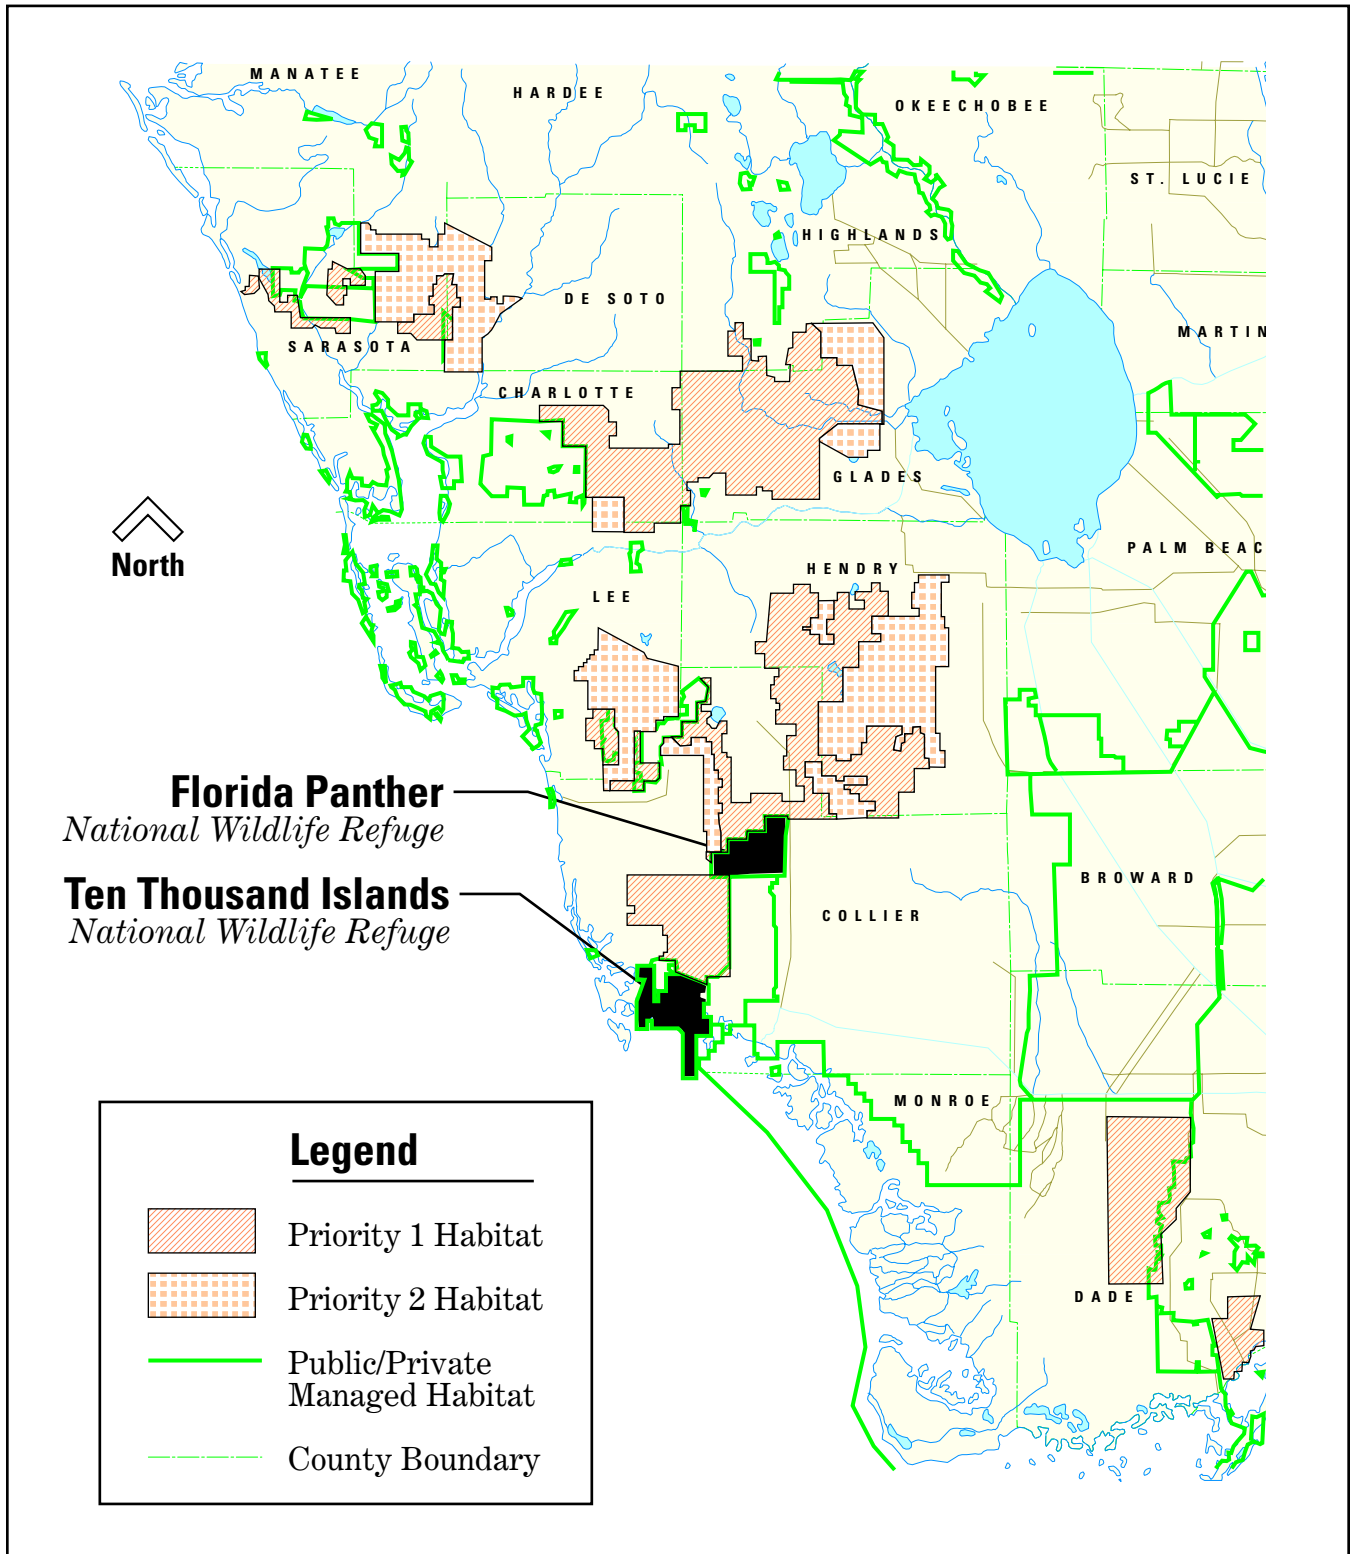 MANATEE
HARDEE
OKEECHOBEE
ST. LUCIE
HIGHLANDS
DE SOTO
SARASOTA
MARTIN
CHARLOTTE
GLADES
North
PALM BEAC
HENDRY
LEE
Florida Panther
National Wildlife Refuge
Ten Thousand Islands
National Wildlife Refuge
BROWARD
COLLIER
MONROE
DADE
Legend
Priority 1 Habitat
Priority 2 Habitat
Public/Private
Managed Habitat
County Boundary